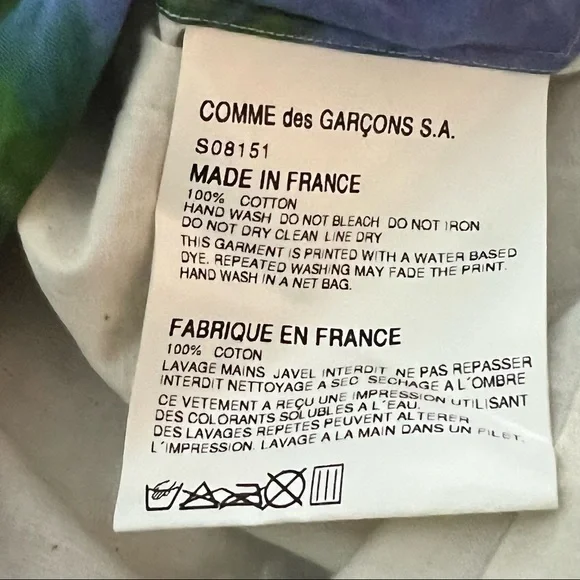 COMME des GARÇONS S.A.
S08151
MADE IN FRANCE
100% COTTON
HAND WASH DO NOT BLEACH DO NOT IRON
DO NOT DRY CLEAN LINE DRY
THIS GARMENT IS PRINTED WITH A WATER BASED
DYE. REPEATED WASHING MAY FADE THE PRINT.
HAND WASH IN A NET BAG.
FABRIQUE EN FRANCE
100% COTON
LAVAGE MAINS JAVEL INTERDIT NE PAS REPASSER
INTERDIT NETTOYAGE A SEC SECHAGE A L'OMBRE
CE VETEMENT A REÇU UNE IMPRESSION UTILISANT
DES COLORANTS SOLUBLES A L'EAU.
DES LAVAGES REPETES PEUVENT ALTERER
L'IMPRESSION. LAVAGE A LA MAIN DANS UN FILET.